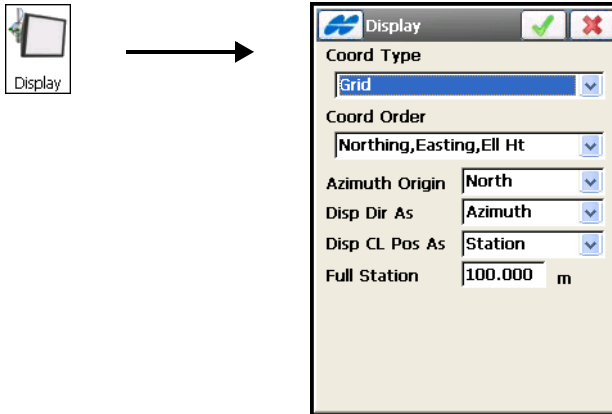 Display
Display
Coord Type
Grid
Coord Order
Northing,Easting,Ell Ht
Azimuth Origin North
Disp Dir As Azimuth
Disp CL Pos As Station
Full Station 100.000 m